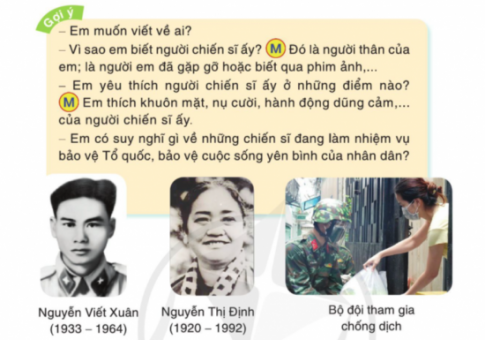 Gợi ý
– Em muốn viết về ai?
– Vì sao em biết người chiến sĩ ấy? M Đó là người thân của
em; là người em đã gặp gỡ hoặc biết qua phim ảnh,...
– Em yêu thích người chiến sĩ ấy ở những điểm nào?
M Em thích khuôn mặt, nụ cười, hành động dũng cảm,...
của người chiến sĩ ấy.
– Em có suy nghĩ gì về những chiến sĩ đang làm nhiệm vụ
bảo vệ Tổ quốc, bảo vệ cuộc sống yên bình của nhân dân?
Nguyễn Viết Xuân
(1933 – 1964)
Nguyễn Thị Định
(1920 – 1992)
Bộ đội tham gia
chống dịch